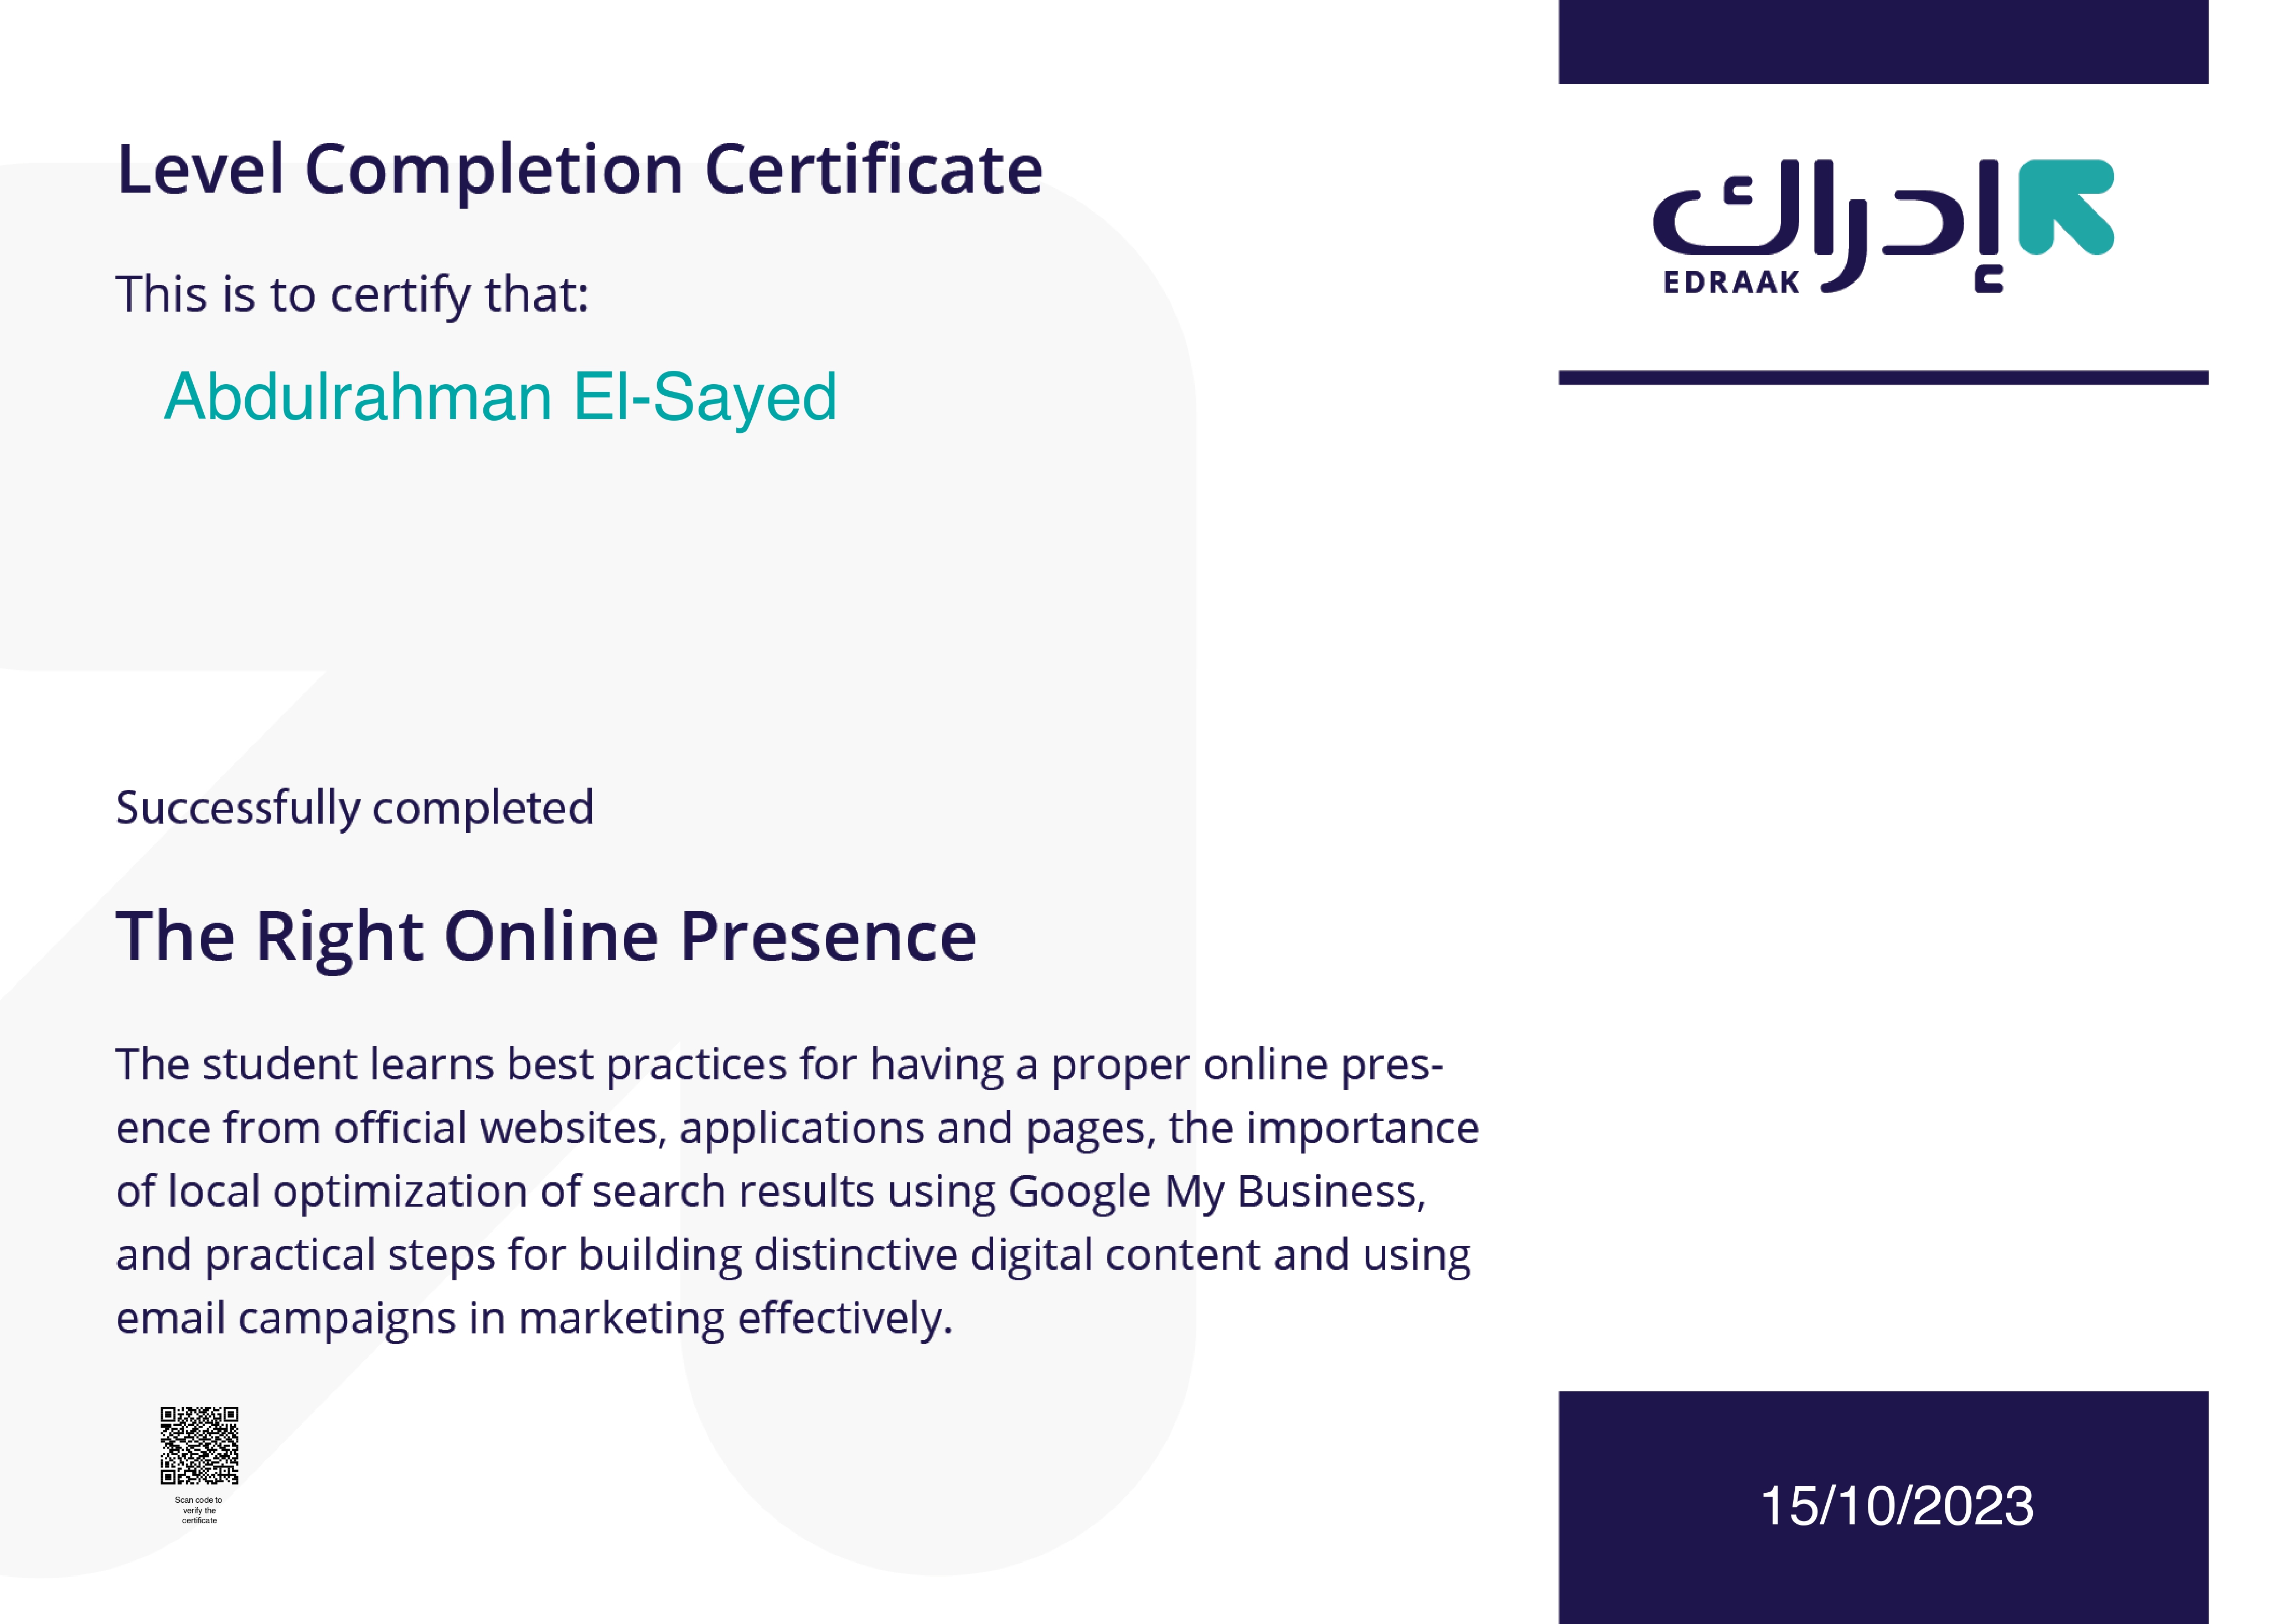 Level Completion Certificate
إدراك
EDRAAK
This is to certify that:
Abdulrahman El-Sayed
Successfully completed
The Right Online Presence
The student learns best practices for having a proper online pres-
ence from official websites, applications and pages, the importance
of local optimization of search results using Google My Business,
and practical steps for building distinctive digital content and using
email campaigns in marketing effectively.
Scan code to
verify the
certificate
15/10/2023